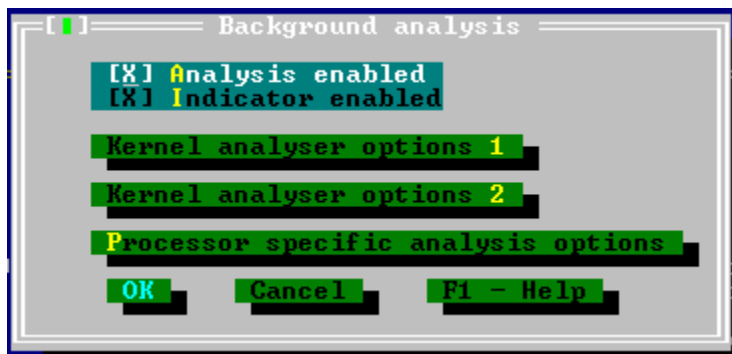 Background analysis
[X] Analysis enabled
[X] Indicator enabled
Kernel analyser options 1
Kernel analyser options 2
Processor specific analysis options
OK Cancel F1 - Help